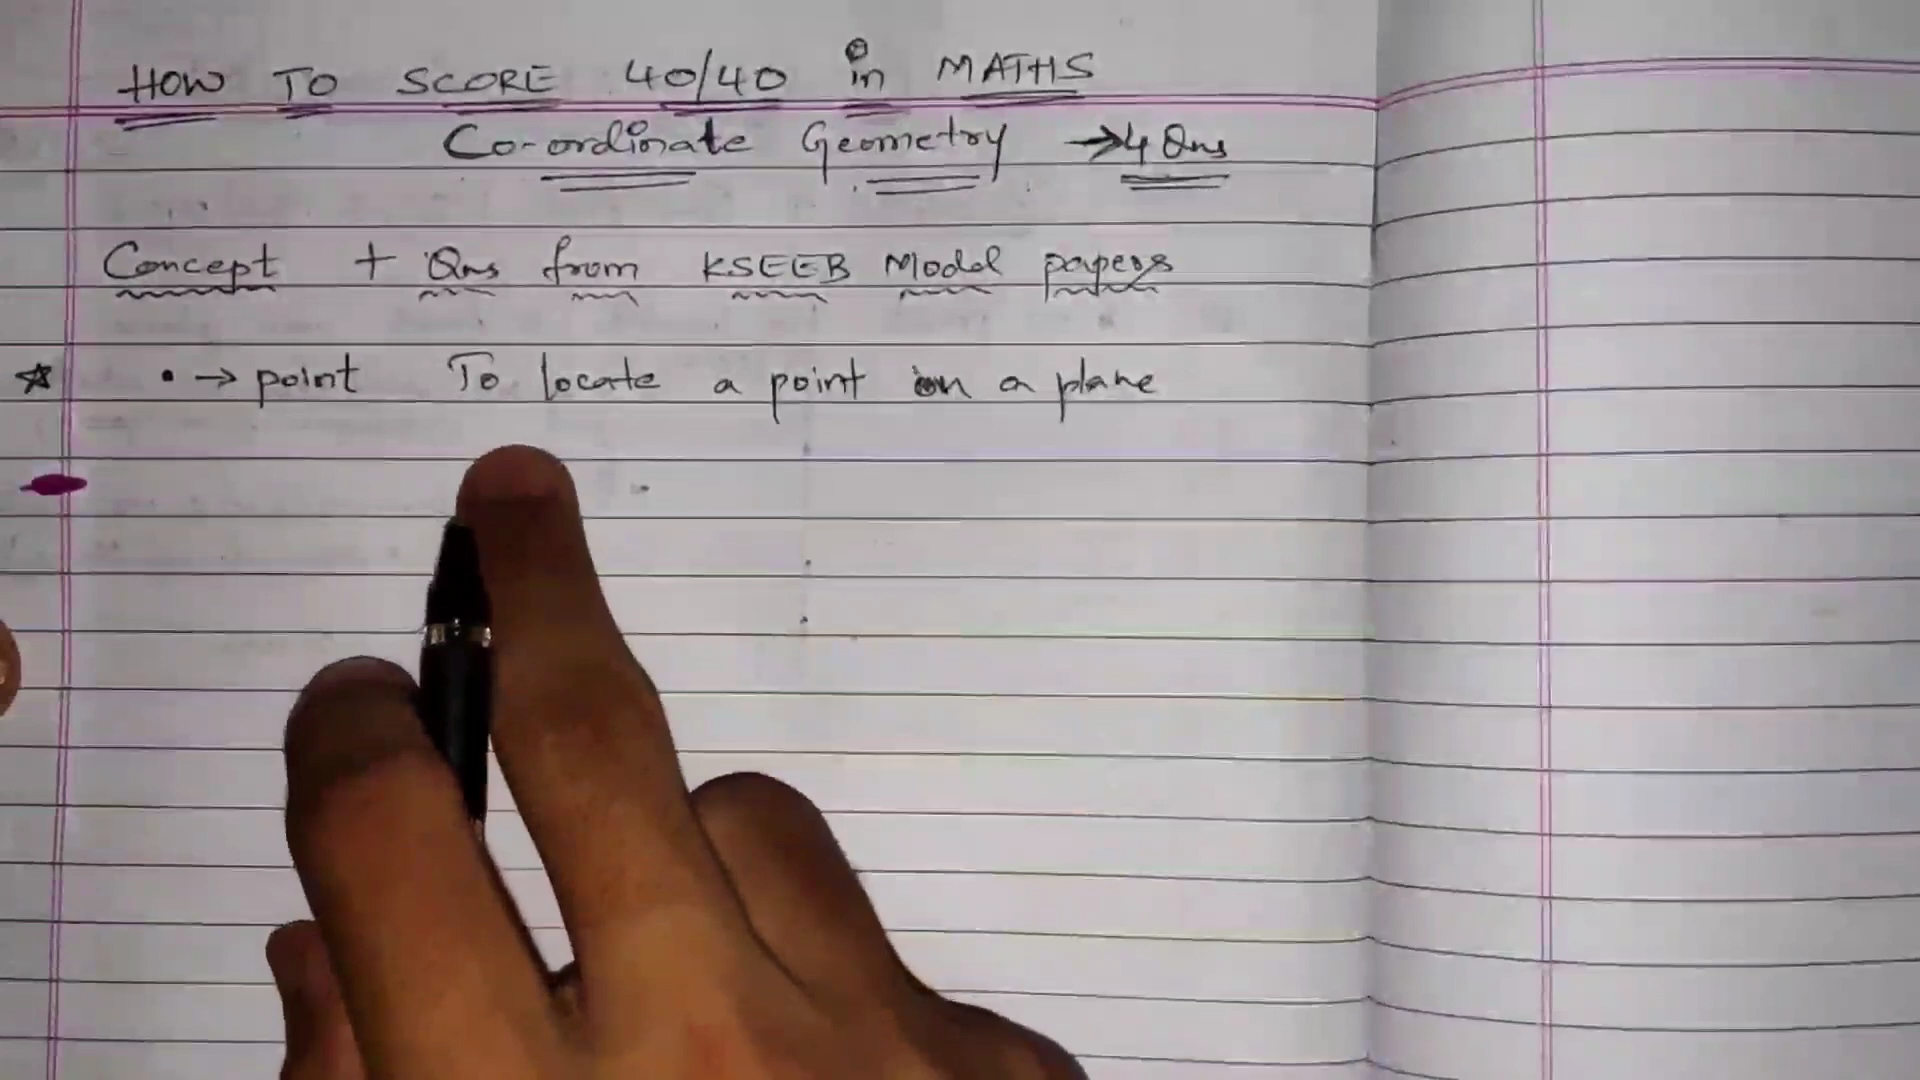 HOW TO SCORE 40/40 in MATHS
Co-ordinate Geometry →4 Qns
Concept + Qns from KSEEB Model papers
☆ • → point To locate a point on a plane